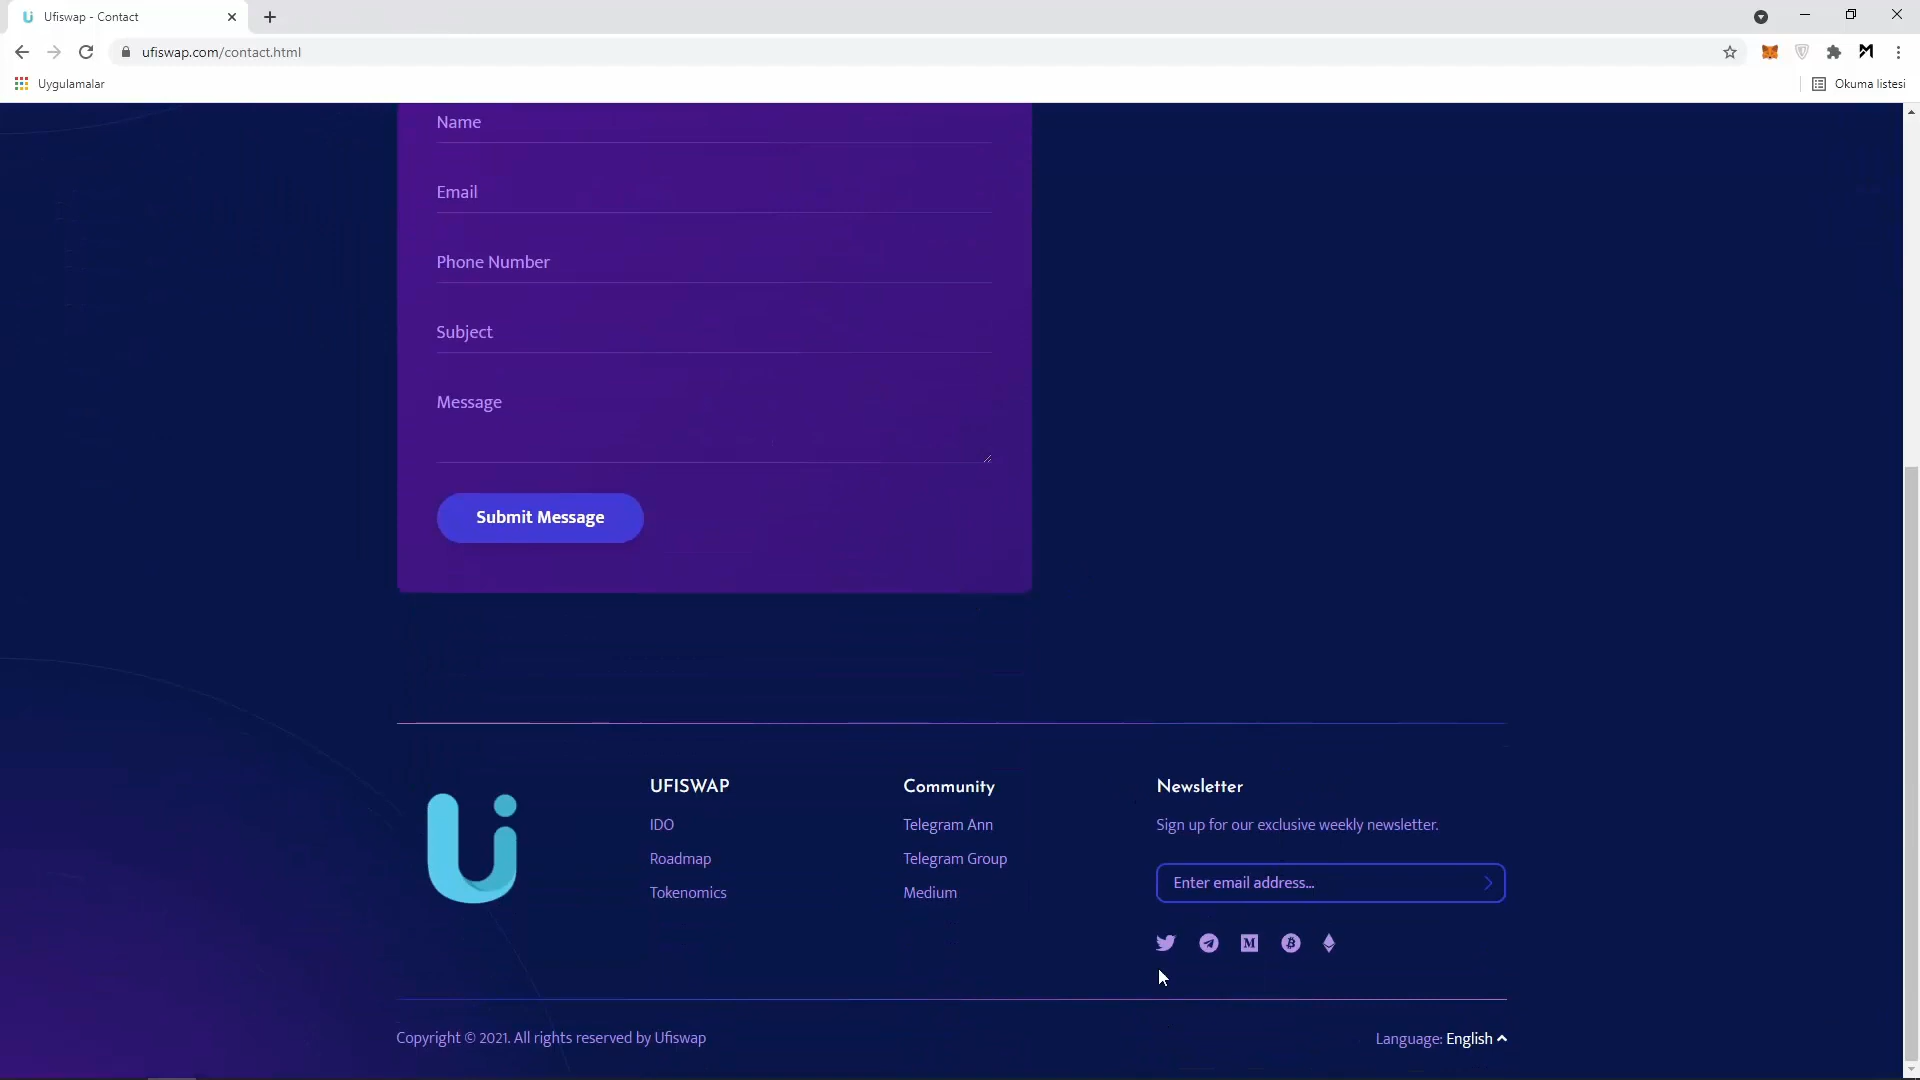 Ufiswap - Contact
ufiswap.com/contact.html
Uygulamalar
Okuma listesi
Name
Email
Phone Number
Subject
Message
Submit Message
UFISWAP
IDO
Roadmap
Tokenomics
Community
Telegram Ann
Telegram Group
Medium
Newsletter
Sign up for our exclusive weekly newsletter.
Enter email address...
Copyright © 2021. All rights reserved by Ufiswap
Language: English